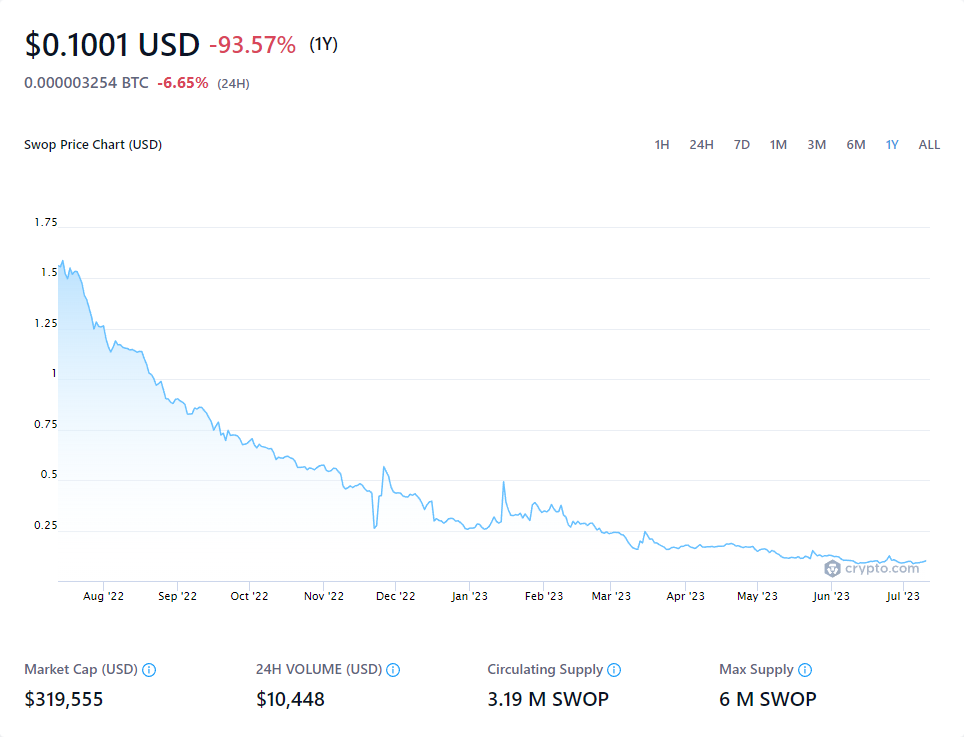 $0.1001 USD -93.57% (1Y)
0.000003254 BTC -6.65% (24H)
Swop Price Chart (USD) 1H 24H 7D 1M 3M 6M 1Y ALL
1.75
1.5
1.25
1
0.75
0.5
0.25
crypto.com
Aug '22 Sep '22 Oct '22 Nov '22 Dec '22 Jan '23 Feb '23 Mar '23 Apr '23 May '23 Jun '23 Jul '23
Market Cap (USD) 24H VOLUME (USD) Circulating Supply Max Supply
$319,555 $10,448 3.19 M SWOP 6 M SWOP